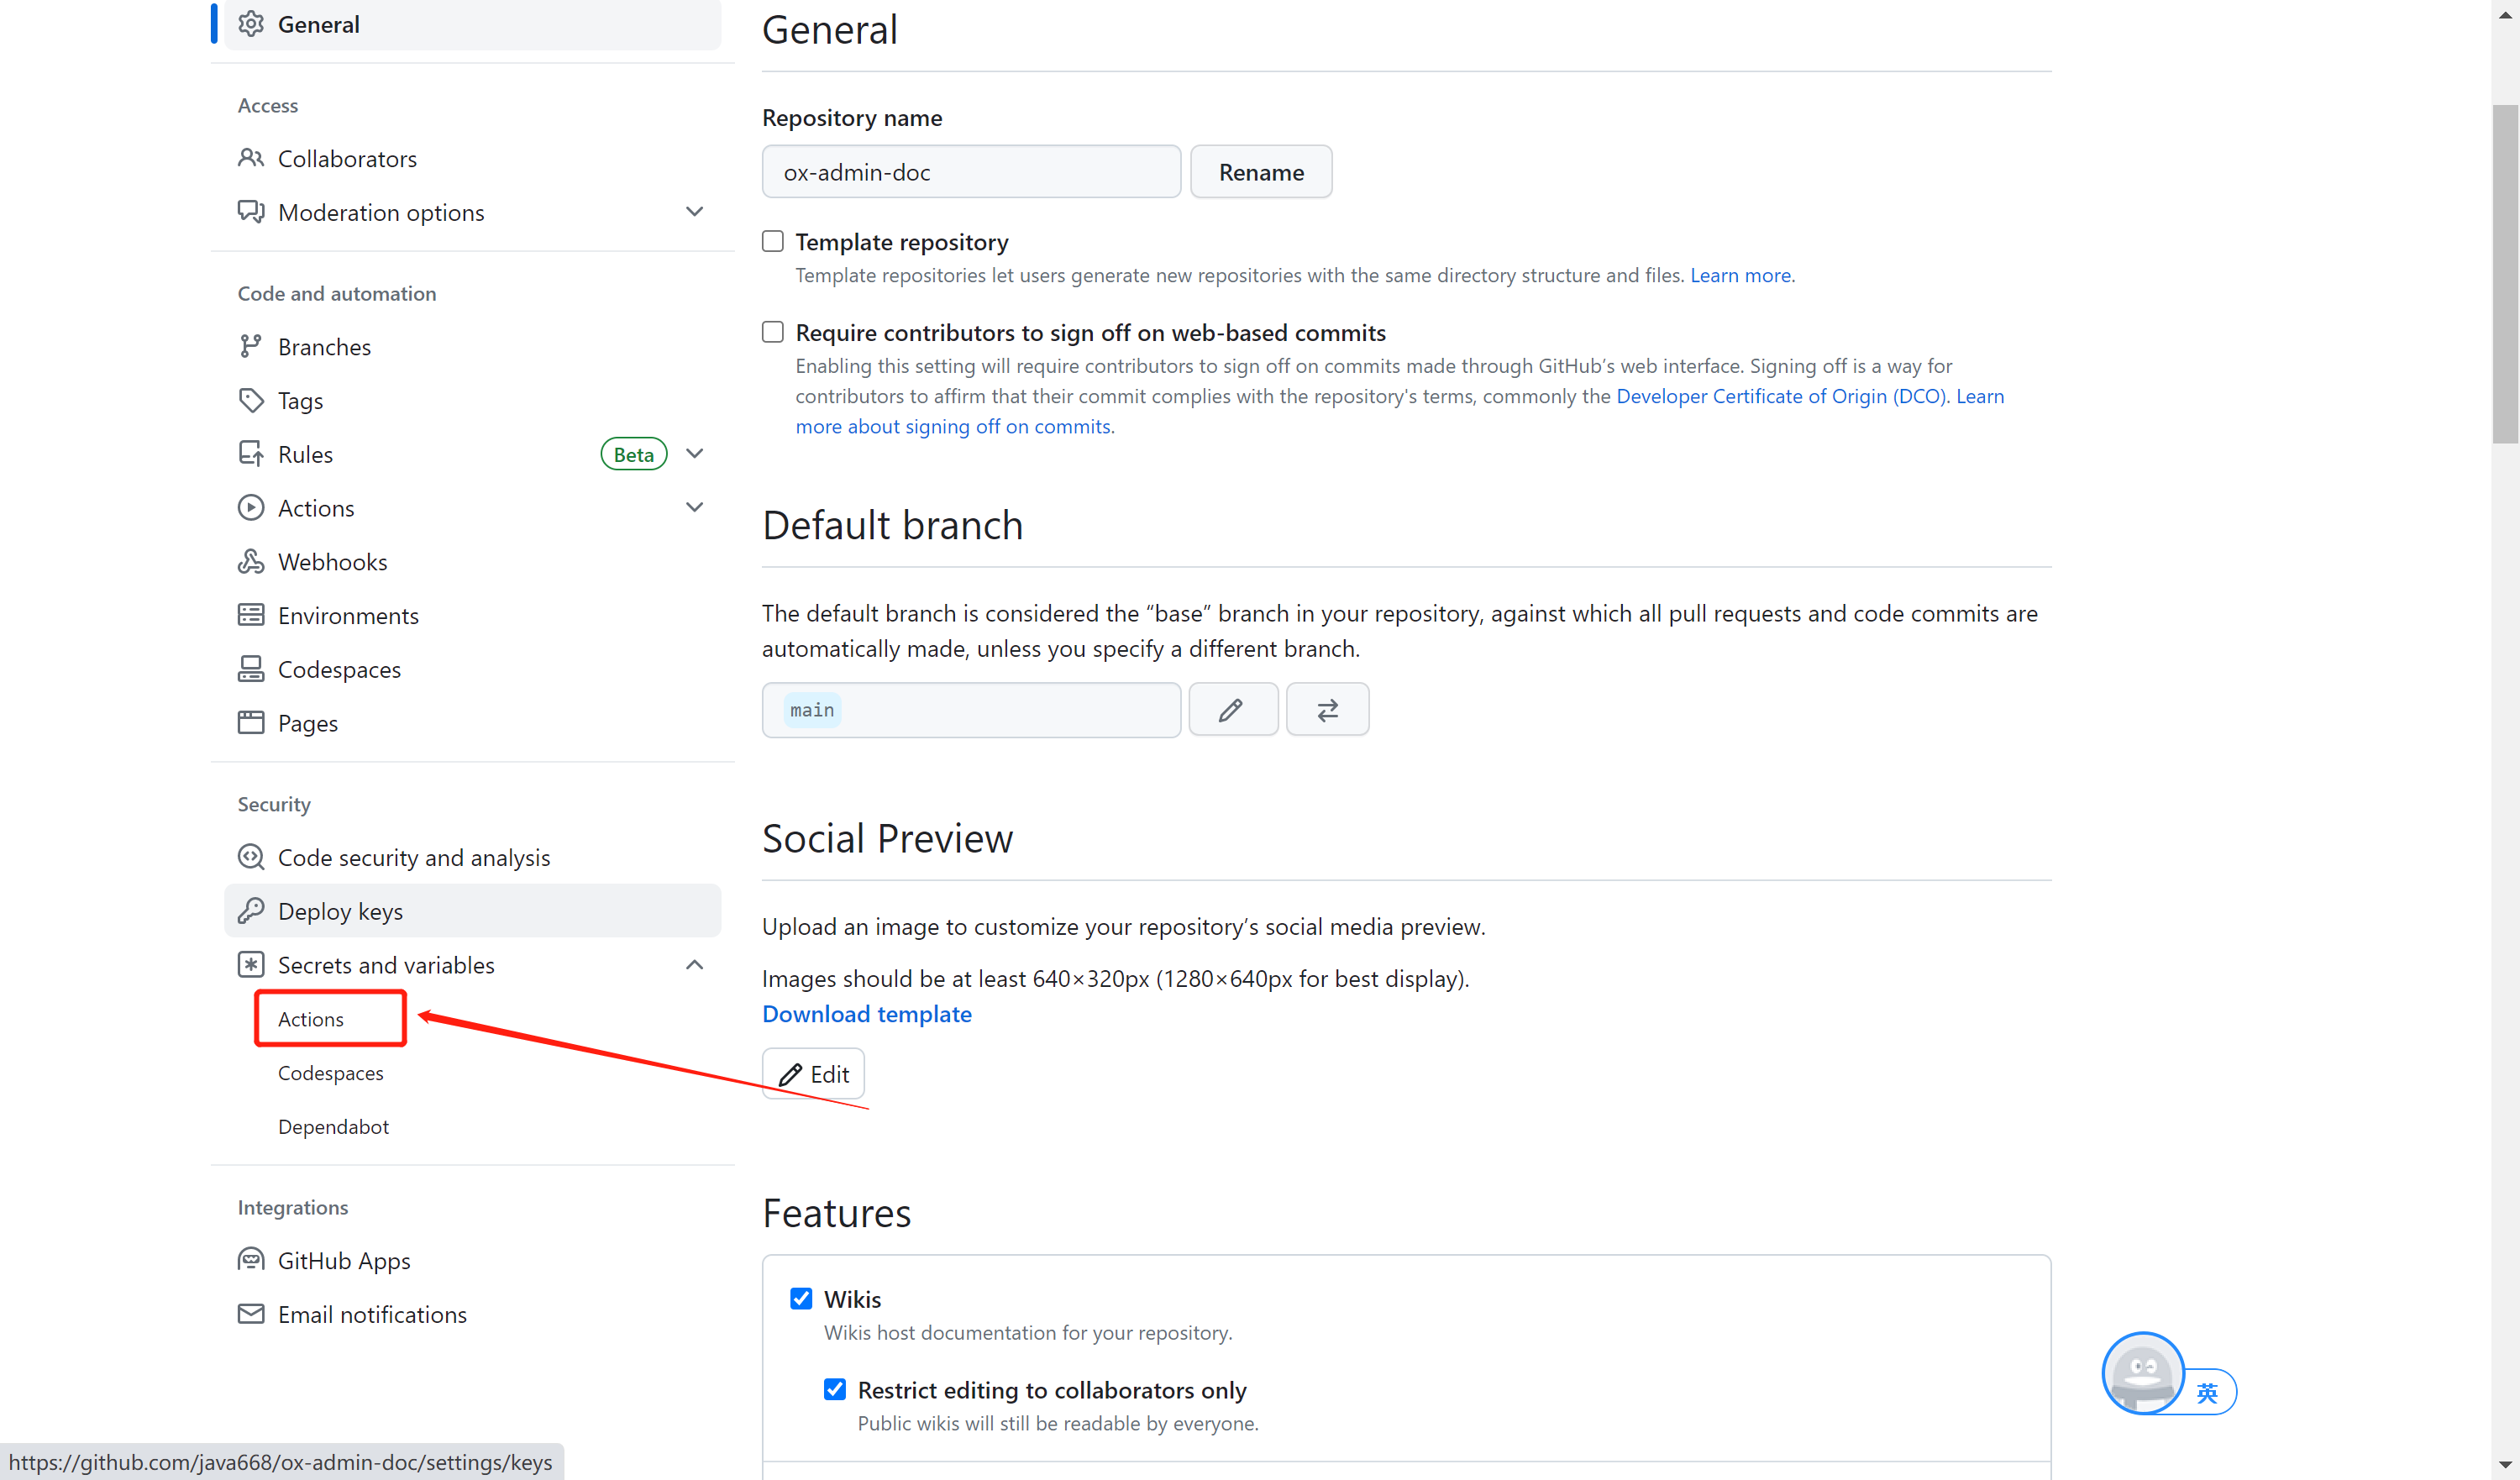 General
Access
Collaborators
Moderation options
Code and automation
Branches
Tags
Rules
Beta
Actions
Webhooks
Environments
Codespaces
Pages
Security
Code security and analysis
Deploy keys
Secrets and variables
Actions
Codespaces
Dependabot
Integrations
GitHub Apps
Email notifications
General
Repository name
ox-admin-doc
Rename
Template repository
Template repositories let users generate new repositories with the same directory structure and files. Learn more.
Require contributors to sign off on web-based commits
Enabling this setting will require contributors to sign off on commits made through GitHub’s web interface. Signing off is a way for
contributors to affirm that their commit complies with the repository's terms, commonly the Developer Certificate of Origin (DCO). Learn
more about signing off on commits.
Default branch
The default branch is considered the “base” branch in your repository, against which all pull requests and code commits are
automatically made, unless you specify a different branch.
main
Social Preview
Upload an image to customize your repository’s social media preview.
Images should be at least 640×320px (1280×640px for best display).
Download template
Edit
Features
Wikis
Wikis host documentation for your repository.
Restrict editing to collaborators only
Public wikis will still be readable by everyone.
英
https://github.com/java668/ox-admin-doc/settings/keys